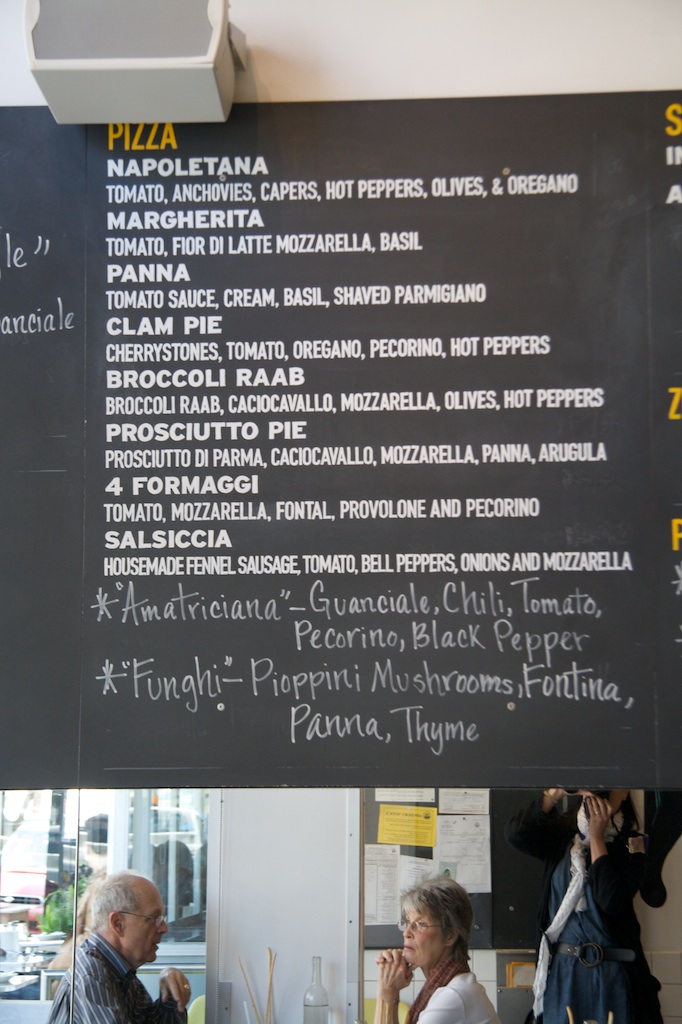 PIZZA
NAPOLETANA
TOMATO, ANCHOVIES, CAPERS, HOT PEPPERS, OLIVES, & OREGANO
MARGHERITA
TOMATO, FIOR DI LATTE MOZZARELLA, BASIL
PANNA
TOMATO SAUCE, CREAM, BASIL, SHAVED PARMIGIANO
CLAM PIE
CHERRYSTONES, TOMATO, OREGANO, PECORINO, HOT PEPPERS
BROCCOLI RAAB
BROCCOLI RAAB, CACIOCAVALLO, MOZZARELLA, OLIVES, HOT PEPPERS
PROSCIUTTO PIE
PROSCIUTTO DI PARMA, CACIOCAVALLO, MOZZARELLA, PANNA, ARUGULA
4 FORMAGGI
TOMATO, MOZZARELLA, FONTAL, PROVOLONE AND PECORINO
SALSICCIA
HOUSEMADE FENNEL SAUSAGE, TOMATO, BELL PEPPERS, ONIONS AND MOZZARELLA
*"Amatriciana"-Guanciale, Chili, Tomato,
Pecorino, Black Pepper
*"Funghi"-Pioppini Mushrooms, Fontina,
Panna, Thyme
le"
anciale